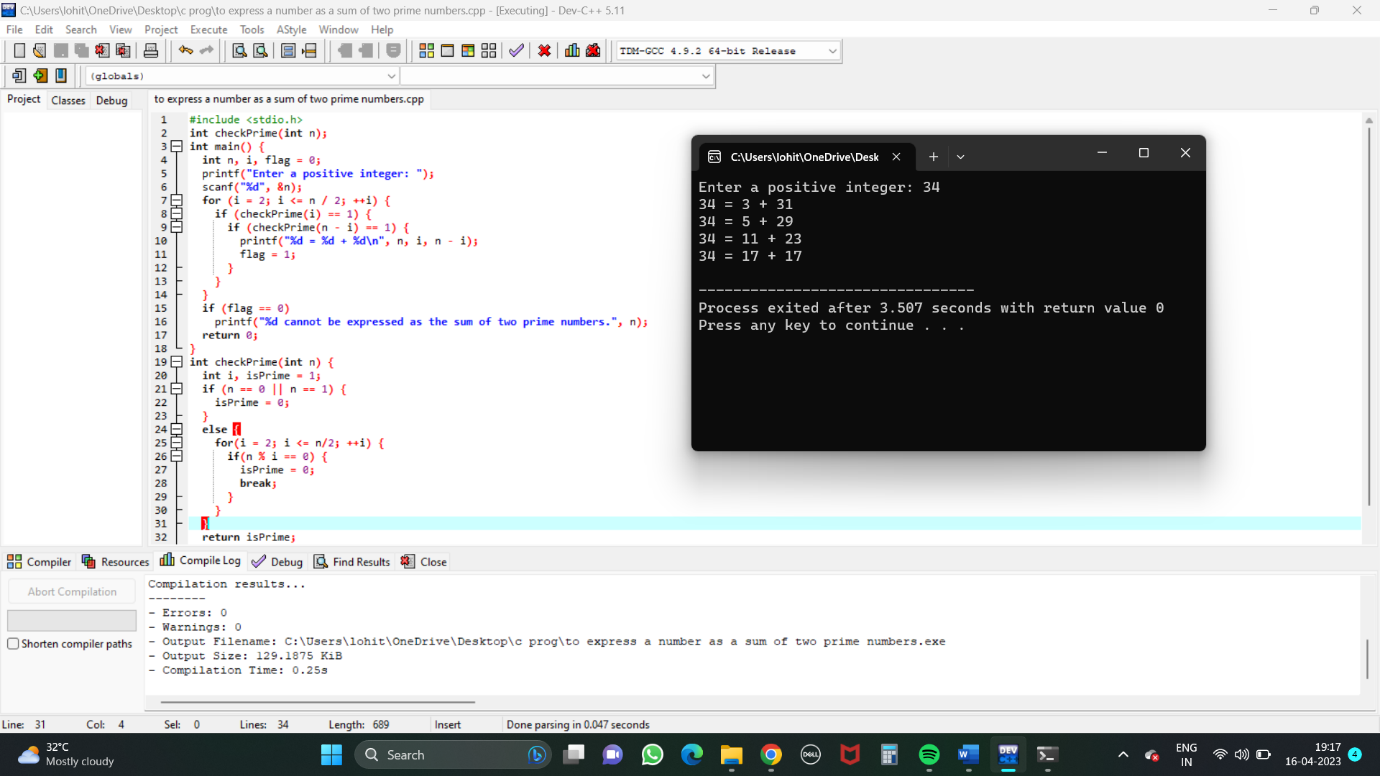 C:\Users\lohit\OneDrive\Desktop\c prog\to express a number as a sum of two prime numbers.cpp - [Executing] - Dev-C++ 5.11
File Edit Search View Project Execute Tools AStyle Window Help
TDM-GCC 4.9.2 64-bit Release
(globals)
Project Classes Debug
to express a number as a sum of two prime numbers.cpp
1 #include <stdio.h>
2 int checkPrime(int n);
3 int main() {
4 int n, i, flag = 0;
5 printf("Enter a positive integer: ");
6 scanf("%d", &n);
7 for (i = 2; i <= n / 2; ++i) {
8 if (checkPrime(i) == 1) {
9 if (checkPrime(n - i) == 1) {
10 printf("%d = %d + %d\n", n, i, n - i);
11 flag = 1;
12 }
13 }
14 }
15 if (flag == 0)
16 printf("%d cannot be expressed as the sum of two prime numbers.", n);
17 return 0;
18 }
19 int checkPrime(int n) {
20 int i, isPrime = 1;
21 if (n == 0 || n == 1) {
22 isPrime = 0;
23 }
24 else {
25 for(i = 2; i <= n/2; ++i) {
26 if(n % i == 0) {
27 isPrime = 0;
28 break;
29 }
30 }
31 }
32 return isPrime;
C:\Users\lohit\OneDrive\Desk
Enter a positive integer: 34
34 = 3 + 31
34 = 5 + 29
34 = 11 + 23
34 = 17 + 17
--------------------------------
Process exited after 3.507 seconds with return value 0
Press any key to continue . . .
Compiler Resources Compile Log Debug Find Results Close
Abort Compilation
Shorten compiler paths
Compilation results...
--------
- Errors: 0
- Warnings: 0
- Output Filename: C:\Users\lohit\OneDrive\Desktop\c prog\to express a number as a sum of two prime numbers.exe
- Output Size: 129.1875 KiB
- Compilation Time: 0.25s
Line: 31 Col: 4 Sel: 0 Lines: 34 Length: 689 Insert Done parsing in 0.047 seconds
32°C
Mostly cloudy
Search
DELL
W
DEV
C++
ENG
IN
19:17
16-04-2023
4